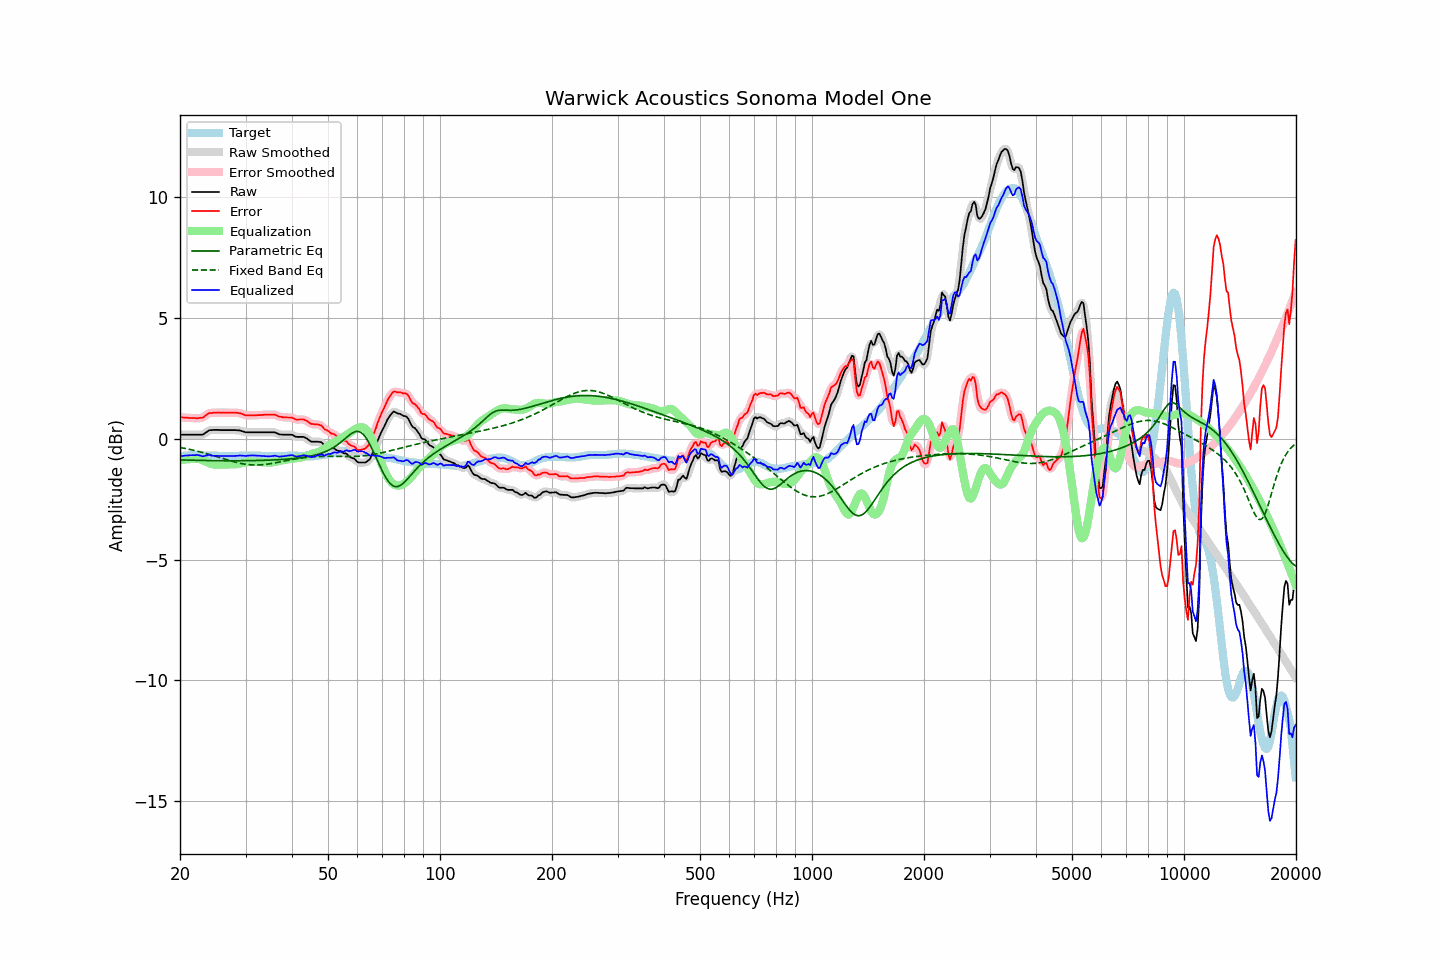 Warwick Acoustics Sonoma Model One
Target
Raw Smoothed
Error Smoothed
Raw
Error
Equalization
Parametric Eq
Fixed Band Eq
Equalized
10
5
0
−5
−10
−15
Amplitude (dBr)
20 50 100 200 500 1000 2000 5000 10000 20000
Frequency (Hz)